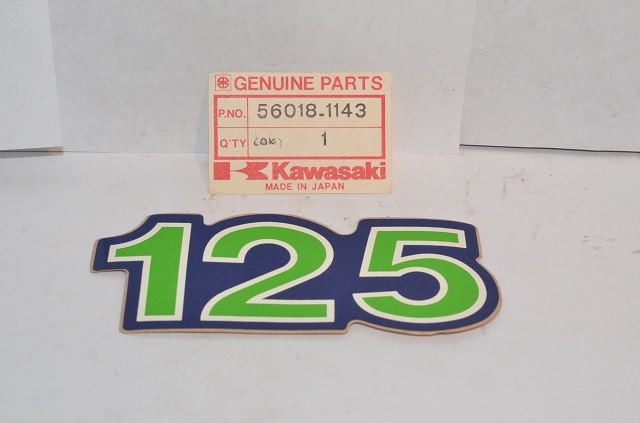 GENUINE PARTS
P.NO. 56018-1143
Q'TY 1
Kawasaki
MADE IN JAPAN
125